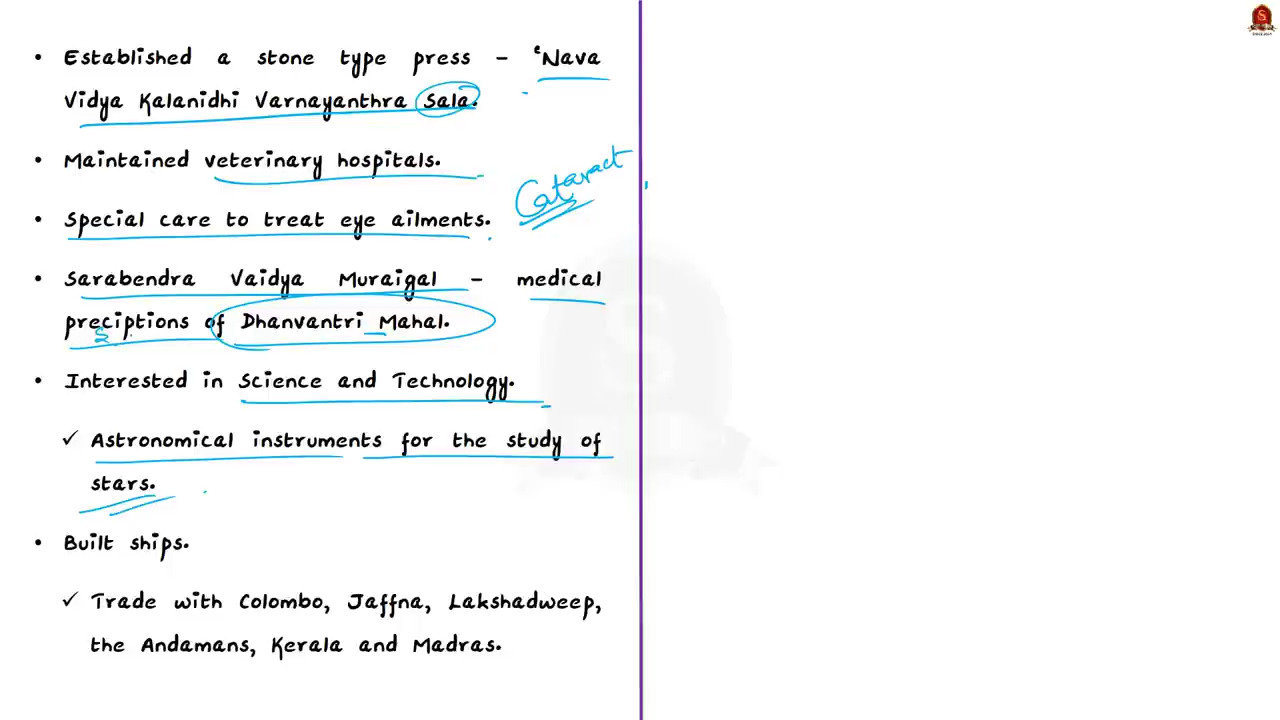 • Established a stone type press - 'Nava
Vidya Kalanidhi Varnayanthra Sala.
• Maintained veterinary hospitals.
Cataract
• Special care to treat eye ailments.
• Sarabendra Vaidya Muraigal - medical
preciptions of Dhanvantri Mahal.
s
• Interested in Science and Technology.
✓ Astronomical instruments for the study of
stars.
• Built ships.
✓ Trade with Colombo, Jaffna, Lakshadweep,
the Andamans, Kerala and Madras.